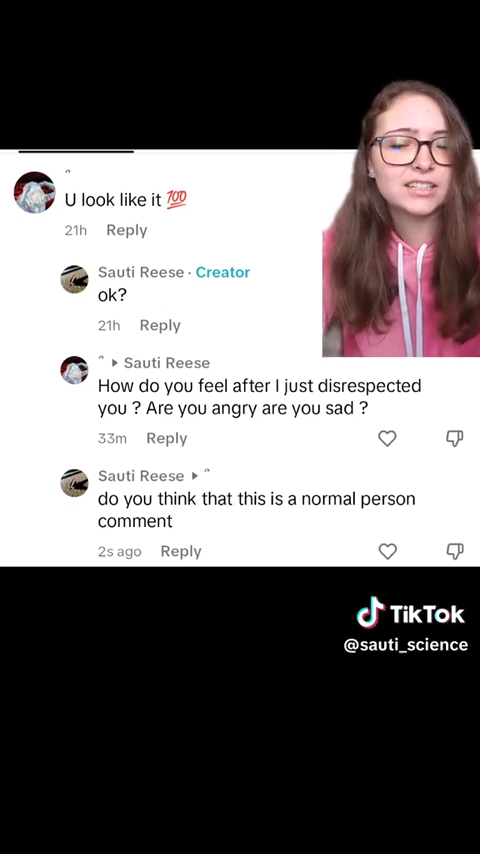 U look like it 💯
21h Reply
Sauti Reese · Creator
ok?
21h Reply
Sauti Reese
How do you feel after I just disrespected
you ? Are you angry are you sad ?
33m Reply
Sauti Reese
do you think that this is a normal person
comment
2s ago Reply
TikTok
@sauti_science